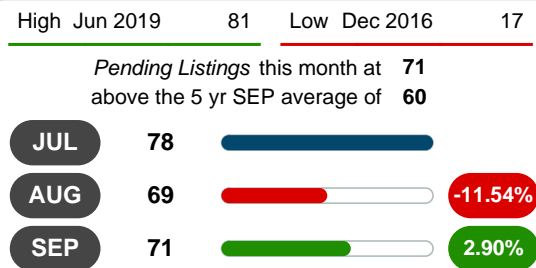 High Jun 2019 81 Low Dec 2016 17
Pending Listings this month at 71
above the 5 yr SEP average of 60
JUL 78
AUG 69 -11.54%
SEP 71 2.90%